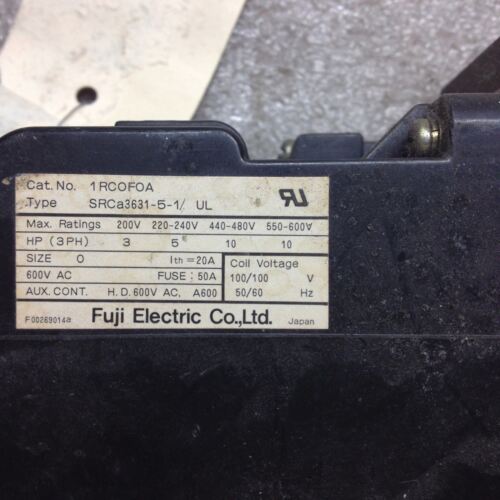 Cat. No. 1RC0F0A
Type SRCa3631-5-1/ UL
Max. Ratings 200V 220-240V 440-480V 550-600V
HP (3PH) 3 5 10 10
SIZE 0 Ith=20A
600V AC FUSE: 50A
AUX. CONT. H.D. 600V AC, A600
Coil Voltage
100/100 V
50/60 Hz
F00269014a Fuji Electric Co.,Ltd. Japan